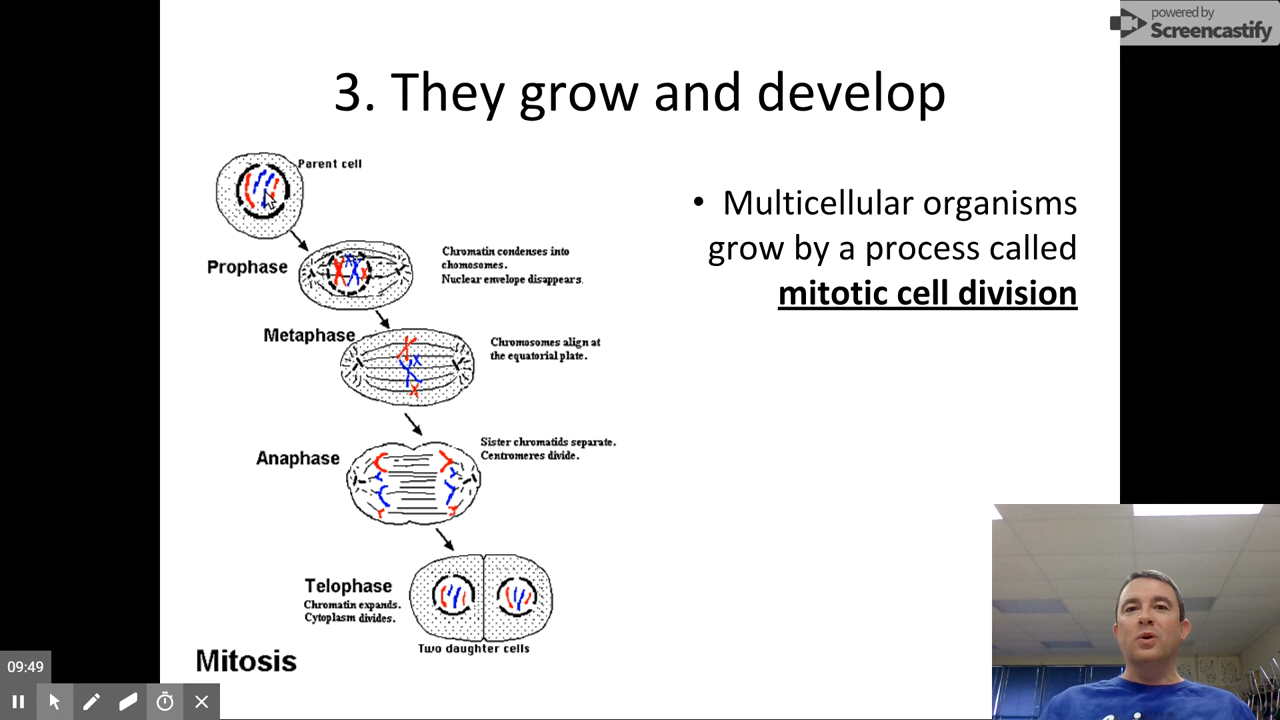 powered by
Screencastify
3. They grow and develop
Parent cell
Prophase
Chromatin condenses into
chomosomes.
Nuclear envelope disappears.
Metaphase
Chromosomes align at
the equatorial plate.
Anaphase
Sister chromatids separate.
Centromeres divide.
Telophase
Chromatin expands.
Cytoplasm divides.
Two daughter cells
Mitosis
• Multicellular organisms
grow by a process called
mitotic cell division
09:49